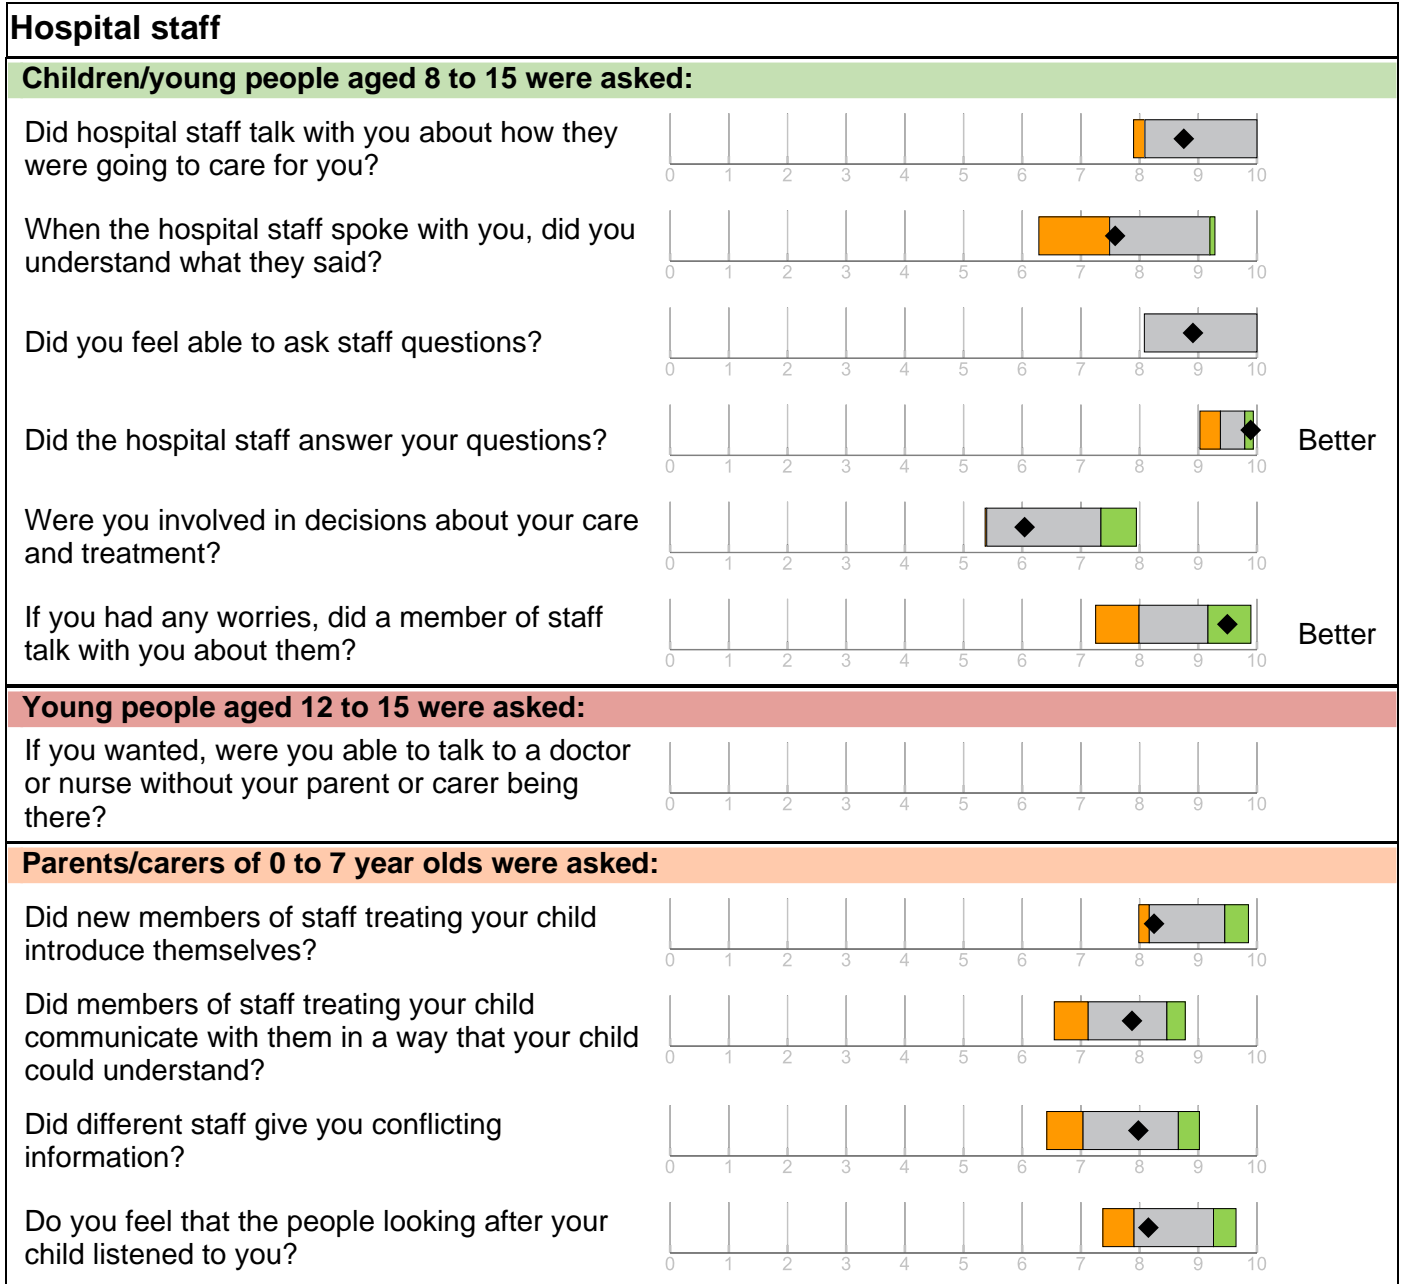 Hospital staff
Children/young people aged 8 to 15 were asked:
Did hospital staff talk with you about how they
were going to care for you?
0 1 2 3 4 5 6 7 8 9 10
When the hospital staff spoke with you, did you
understand what they said?
0 1 2 3 4 5 6 7 8 9 10
Did you feel able to ask staff questions?
0 1 2 3 4 5 6 7 8 9 10
Did the hospital staff answer your questions?
Better
0 1 2 3 4 5 6 7 8 9 10
Were you involved in decisions about your care
and treatment?
0 1 2 3 4 5 6 7 8 9 10
If you had any worries, did a member of staff
talk with you about them?
Better
0 1 2 3 4 5 6 7 8 9 10
Young people aged 12 to 15 were asked:
If you wanted, were you able to talk to a doctor
or nurse without your parent or carer being
there?
0 1 2 3 4 5 6 7 8 9 10
Parents/carers of 0 to 7 year olds were asked:
Did new members of staff treating your child
introduce themselves?
0 1 2 3 4 5 6 7 8 9 10
Did members of staff treating your child
communicate with them in a way that your child
could understand?
0 1 2 3 4 5 6 7 8 9 10
Did different staff give you conflicting
information?
0 1 2 3 4 5 6 7 8 9 10
Do you feel that the people looking after your
child listened to you?
0 1 2 3 4 5 6 7 8 9 10